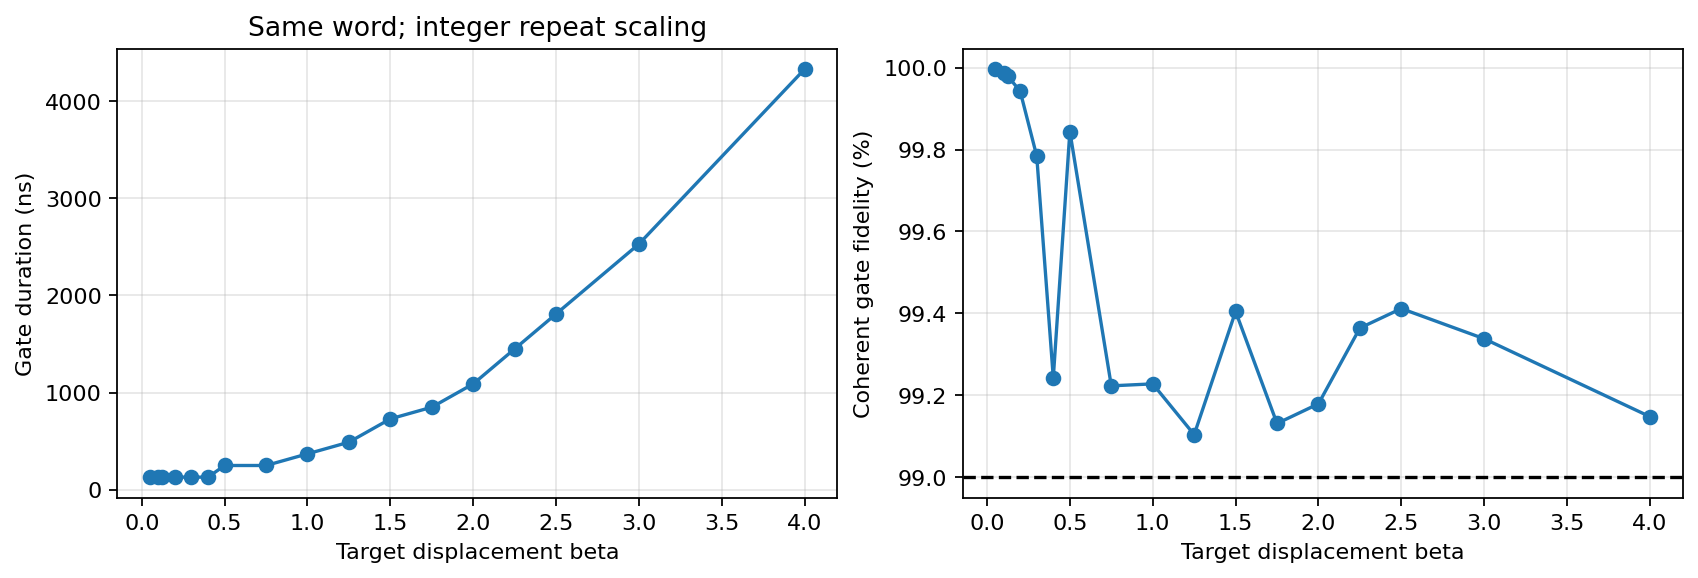 Same word; integer repeat scaling
Gate duration (ns)
4000
3000
2000
1000
0
0.0 0.5 1.0 1.5 2.0 2.5 3.0 3.5 4.0
Target displacement beta
Coherent gate fidelity (%)
100.0
99.8
99.6
99.4
99.2
99.0
0.0 0.5 1.0 1.5 2.0 2.5 3.0 3.5 4.0
Target displacement beta